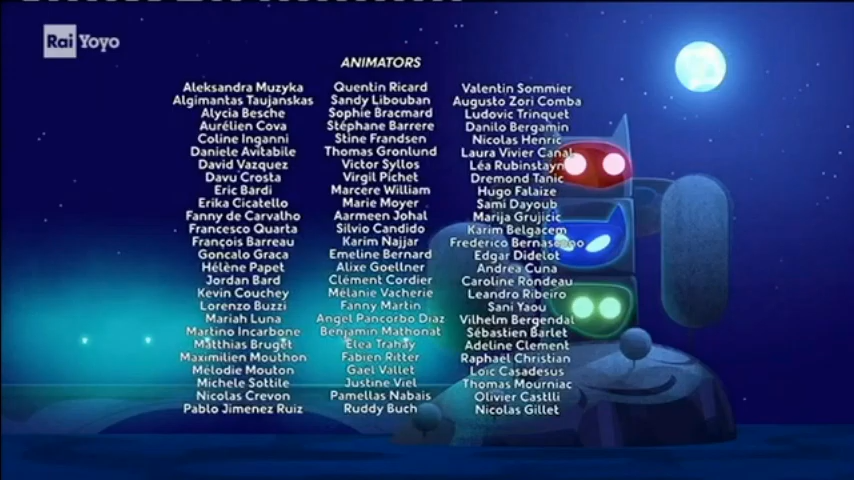 Rai Yoyo
ANIMATORS
Aleksandra Muzyka
Algimantas Taujanskas
Alycia Besche
Aurélien Cova
Coline Inganni
Daniele Avitabile
David Vazquez
Davu Crosta
Eric Bardi
Erika Cicatello
Fanny de Carvalho
Francesco Quarta
François Barreau
Goncalo Graca
Hélène Papet
Jordan Bard
Kevin Couchey
Lorenzo Buzzi
Mariah Luna
Martino Incarbone
Matthias Bruget
Maximilien Mouthon
Mélodie Mouton
Michele Sottile
Nicolas Crevon
Pablo Jimenez Ruiz
Quentin Ricard
Sandy Libouban
Sophie Bracmard
Stéphane Barrere
Stine Frandsen
Thomas Gronlund
Victor Syllos
Virgil Pichet
Marcere William
Marie Moyer
Aarmeen Johal
Silvio Candido
Karim Najjar
Emeline Bernard
Alixe Goellner
Clément Cordier
Mélanie Vacherie
Fanny Martin
Angel Pancorbo Diaz
Benjamin Mathonat
Elea Trahay
Fabien Ritter
Gael Vallet
Justine Viel
Pamellas Nabais
Ruddy Buch
Valentin Sommier
Augusto Zori Comba
Ludovic Trinquet
Danilo Bergamin
Nicolas Henric
Laura Vivier Canal
Léa Rubinstayn
Dremond Tanic
Hugo Falaize
Sami Dayoub
Marija Grujicic
Karim Belgacem
Frederico Bernasono
Edgar Didelot
Andrea Cuna
Caroline Rondeau
Leandro Ribeiro
Sani Yaou
Vilhelm Bergendal
Sébastien Barlet
Adeline Clement
Raphaël Christian
Loïc Casadesus
Thomas Mourniac
Olivier Castlli
Nicolas Gillet